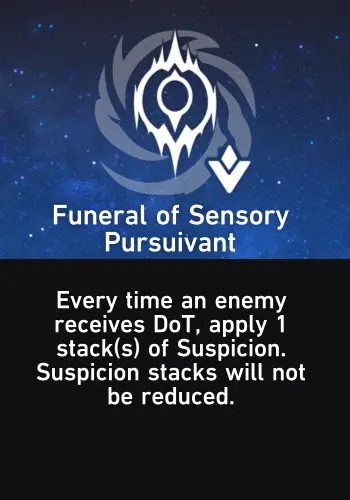 Funeral of Sensory
Pursuivant
Every time an enemy
receives DoT, apply 1
stack(s) of Suspicion.
Suspicion stacks will not
be reduced.